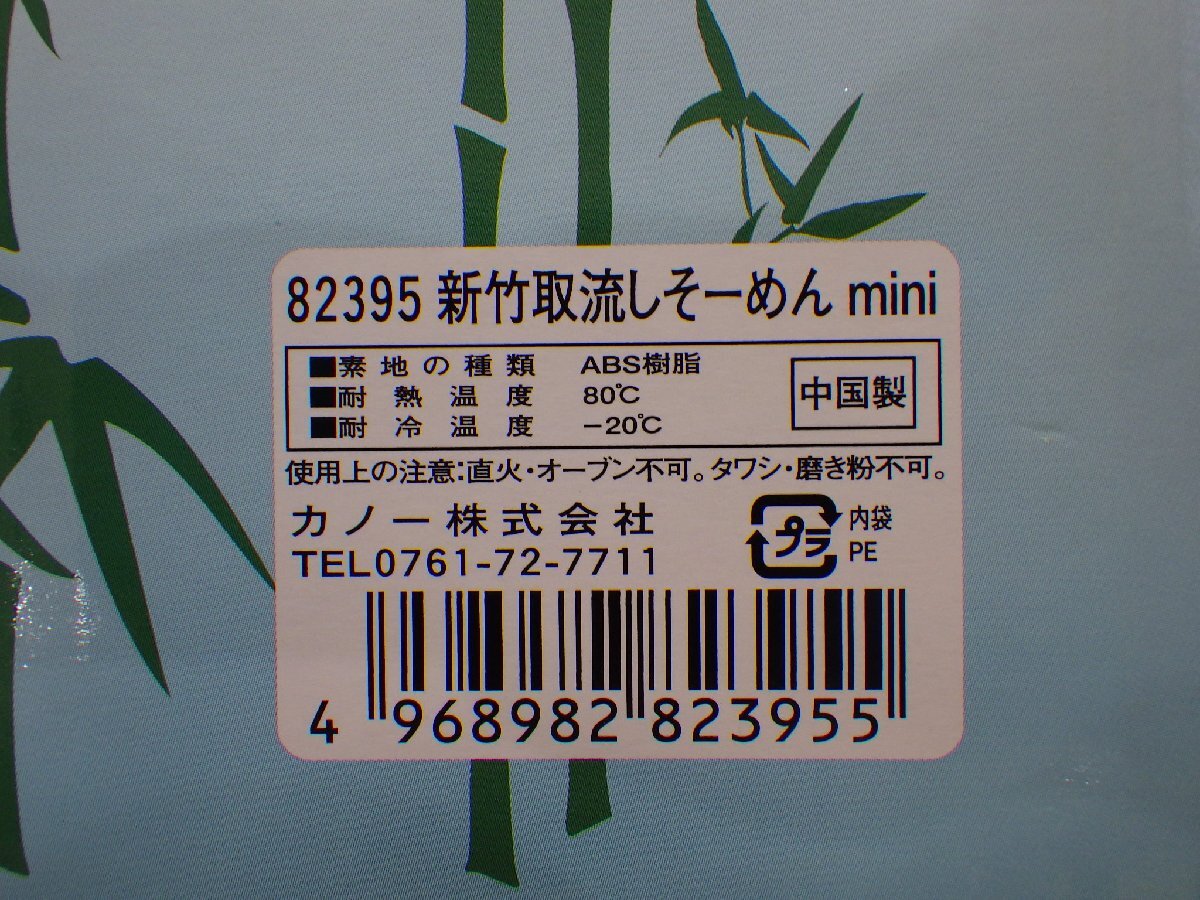 82395 新竹取流しそーめん mini
■素地の種類 ABS樹脂
■耐熱温度 80℃
■耐冷温度 −20℃
中国製
使用上の注意:直火・オーブン不可。タワシ・磨き粉不可。
カノー株式会社
TEL0761-72-7711
プラ
内袋
PE
4 968982 823955